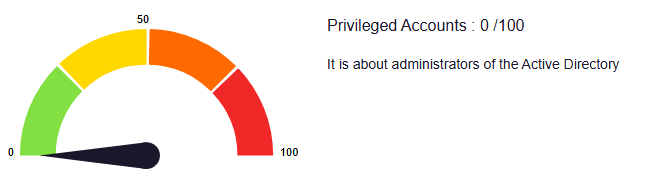 50
0
100
Privileged Accounts : 0 /100
It is about administrators of the Active Directory